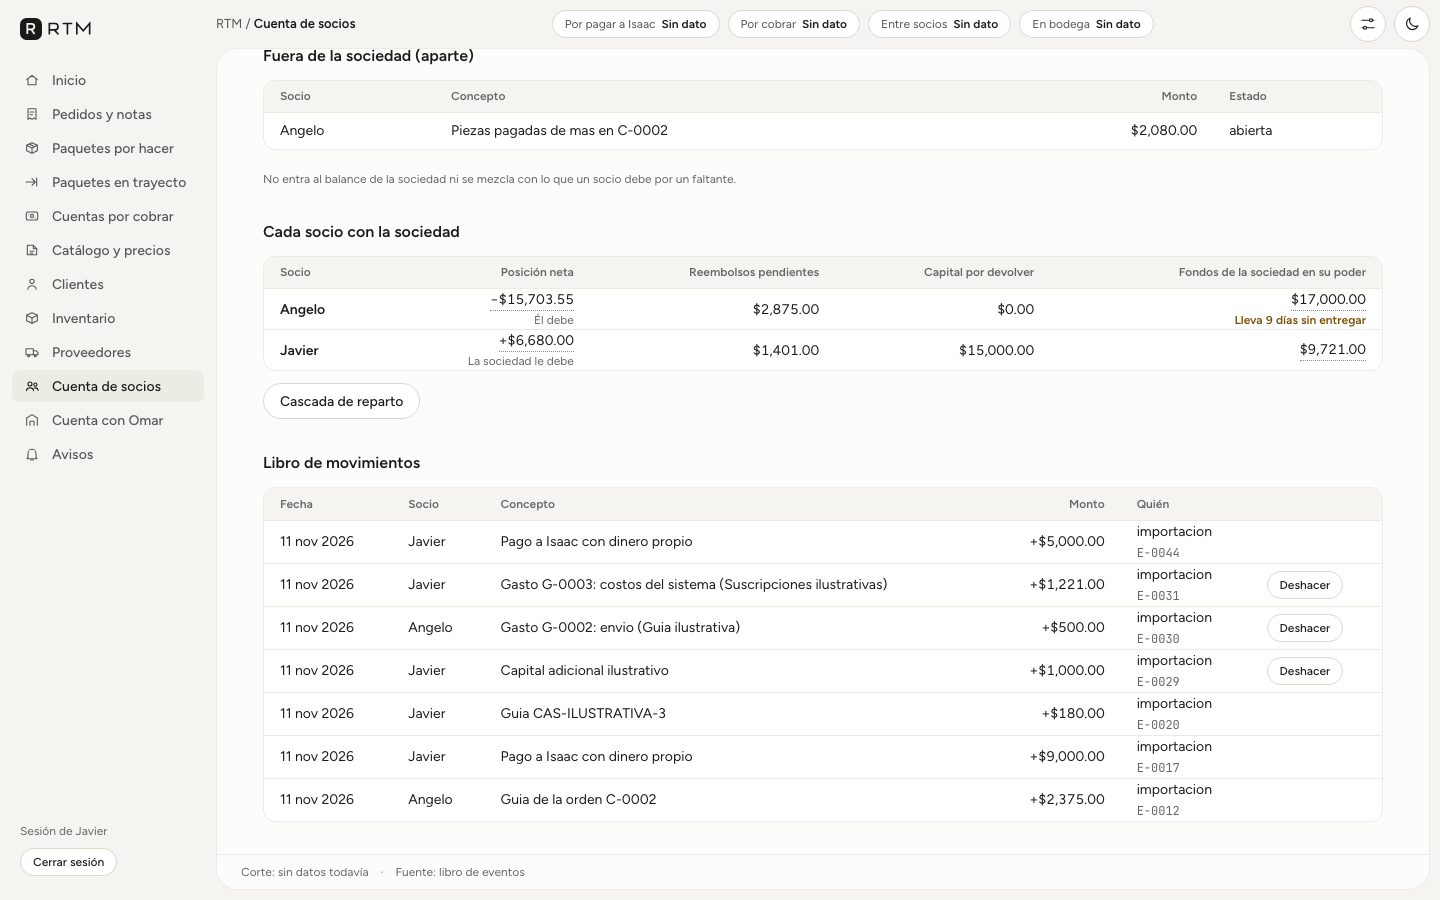 R RTM
RTM / Cuenta de socios
Por pagar a Isaac Sin dato
Por cobrar Sin dato
Entre socios Sin dato
En bodega Sin dato
Inicio
Pedidos y notas
Paquetes por hacer
Paquetes en trayecto
Cuentas por cobrar
Catálogo y precios
Clientes
Inventario
Proveedores
Cuenta de socios
Cuenta con Omar
Avisos
Sesión de Javier
Cerrar sesión
Fuera de la sociedad (aparte)
Socio Concepto Monto Estado
Angelo Piezas pagadas de mas en C-0002 $2,080.00 abierta
No entra al balance de la sociedad ni se mezcla con lo que un socio debe por un faltante.
Cada socio con la sociedad
Socio Posición neta Reembolsos pendientes Capital por devolver Fondos de la sociedad en su poder
Angelo −$15,703.55 $2,875.00 $0.00 $17,000.00
Él debe Lleva 9 días sin entregar
Javier +$6,680.00 $1,401.00 $15,000.00 $9,721.00
La sociedad le debe
Cascada de reparto
Libro de movimientos
Fecha Socio Concepto Monto Quién
11 nov 2026 Javier Pago a Isaac con dinero propio +$5,000.00 importacion
E-0044
11 nov 2026 Javier Gasto G-0003: costos del sistema (Suscripciones ilustrativas) +$1,221.00 importacion
E-0031 Deshacer
11 nov 2026 Angelo Gasto G-0002: envio (Guia ilustrativa) +$500.00 importacion
E-0030 Deshacer
11 nov 2026 Javier Capital adicional ilustrativo +$1,000.00 importacion
E-0029 Deshacer
11 nov 2026 Javier Guia CAS-ILUSTRATIVA-3 +$180.00 importacion
E-0020
11 nov 2026 Javier Pago a Isaac con dinero propio +$9,000.00 importacion
E-0017
11 nov 2026 Angelo Guia de la orden C-0002 +$2,375.00 importacion
E-0012
Corte: sin datos todavía · Fuente: libro de eventos